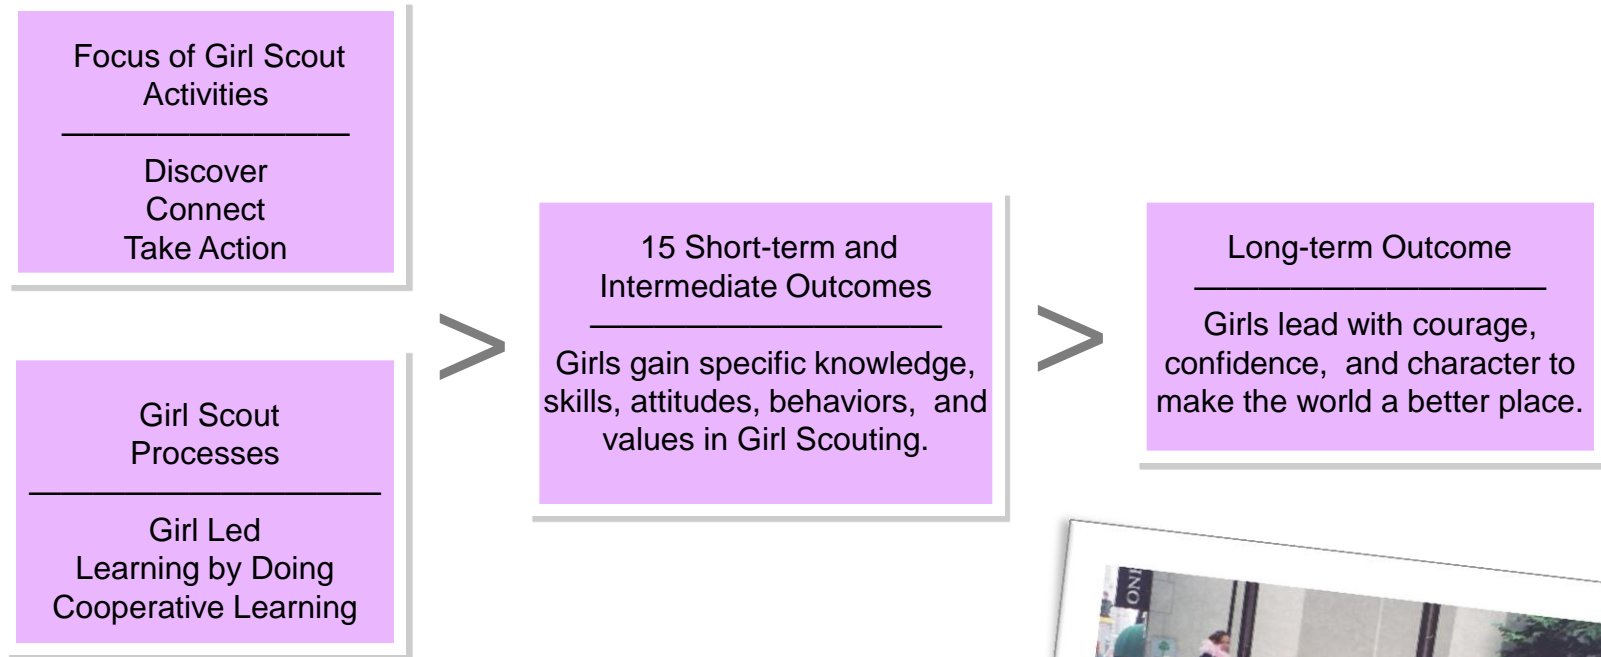 Focus of Girl Scout
Activities
Discover
Connect
Take Action
Girl Scout
Processes
Girl Led
Learning by Doing
Cooperative Learning
>
15 Short-term and
Intermediate Outcomes
Girls gain specific knowledge,
skills, attitudes, behaviors, and
values in Girl Scouting.
>
Long-term Outcome
Girls lead with courage,
confidence, and character to
make the world a better place.
ONE